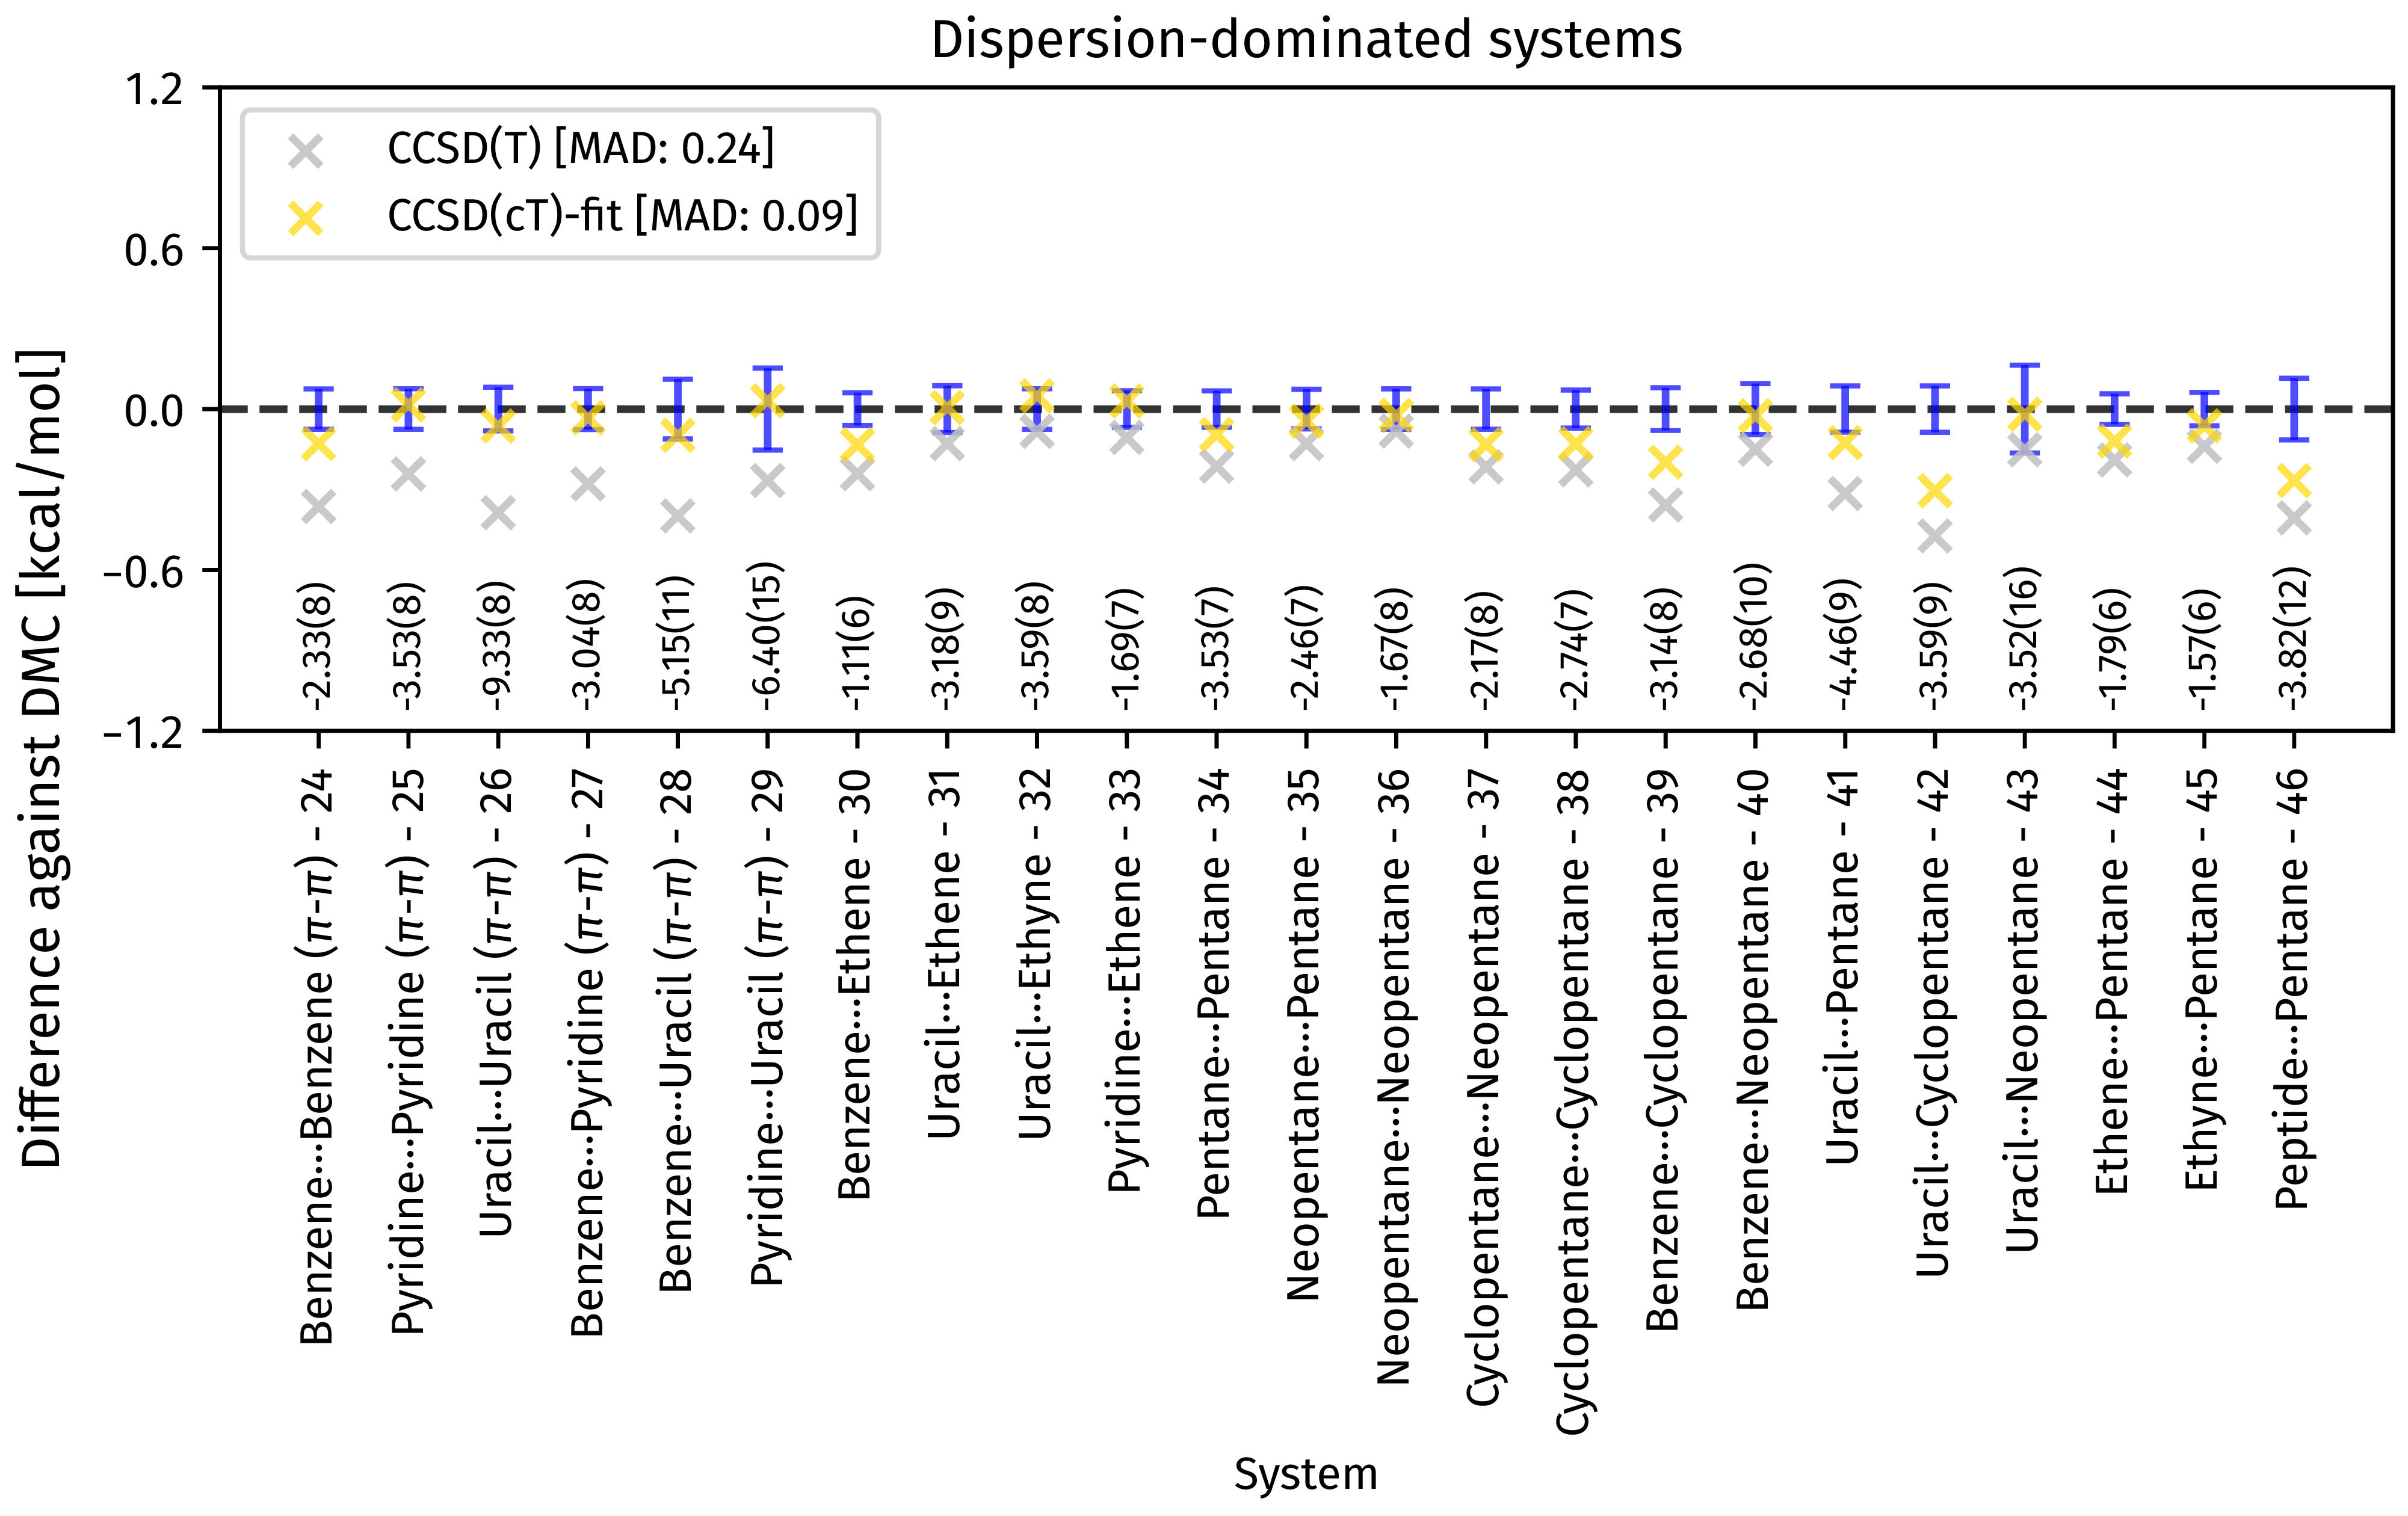 Dispersion-dominated systems
Difference against DMC [kcal/mol]
1.2
0.6
0.0
-0.6
-1.2
CCSD(T) [MAD: 0.24]
CCSD(cT)-fit [MAD: 0.09]
-2.33(8)
-3.53(8)
-9.33(8)
-3.04(8)
-5.15(11)
-6.40(15)
-1.11(6)
-3.18(9)
-3.59(8)
-1.69(7)
-3.53(7)
-2.46(7)
-1.67(8)
-2.17(8)
-2.74(7)
-3.14(8)
-2.68(10)
-4.46(9)
-3.59(9)
-3.52(16)
-1.79(6)
-1.57(6)
-3.82(12)
Benzene···Benzene (π-π) - 24
Pyridine···Pyridine (π-π) - 25
Uracil···Uracil (π-π) - 26
Benzene···Pyridine (π-π) - 27
Benzene···Uracil (π-π) - 28
Pyridine···Uracil (π-π) - 29
Benzene···Ethene - 30
Uracil···Ethene - 31
Uracil···Ethyne - 32
Pyridine···Ethene - 33
Pentane···Pentane - 34
Neopentane···Pentane - 35
Neopentane···Neopentane - 36
Cyclopentane···Neopentane - 37
Cyclopentane···Cyclopentane - 38
Benzene···Cyclopentane - 39
Benzene···Neopentane - 40
Uracil···Pentane - 41
Uracil···Cyclopentane - 42
Uracil···Neopentane - 43
Ethene···Pentane - 44
Ethyne···Pentane - 45
Peptide···Pentane - 46
System